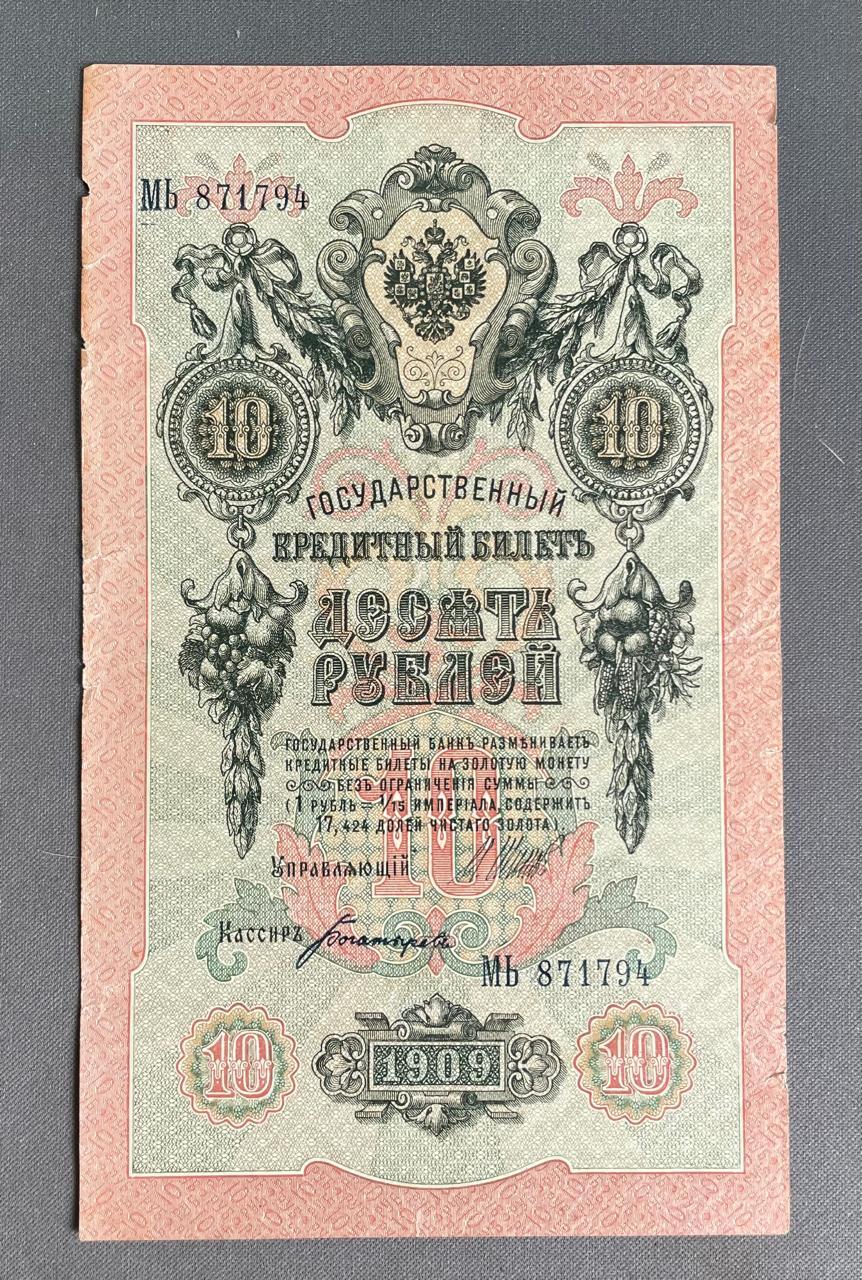 МЬ 871794
10 10
ГОСУДАРСТВЕННЫЙ
КРЕДИТНЫЙ БИЛЕТЪ
ДЕСЯТЬ
РУБЛЕЙ
ГОСУДАРСТВЕННЫЙ БАНКЪ РАЗМѢНИВАЕТЪ
КРЕДИТНЫЕ БИЛЕТЫ НА ЗОЛОТУЮ МОНЕТУ
БЕЗЪ ОГРАНИЧЕНІЯ СУММЫ
(1 РУБЛЬ = 1/15 ИМПЕРІАЛА, СОДЕРЖИТЪ
17,424 ДОЛЕЙ ЧИСТАГО ЗОЛОТА).
10
УПРАВЛЯЮЩІЙ
КАССИРЪ Богатыревъ
МЬ 871794
10 1909 10